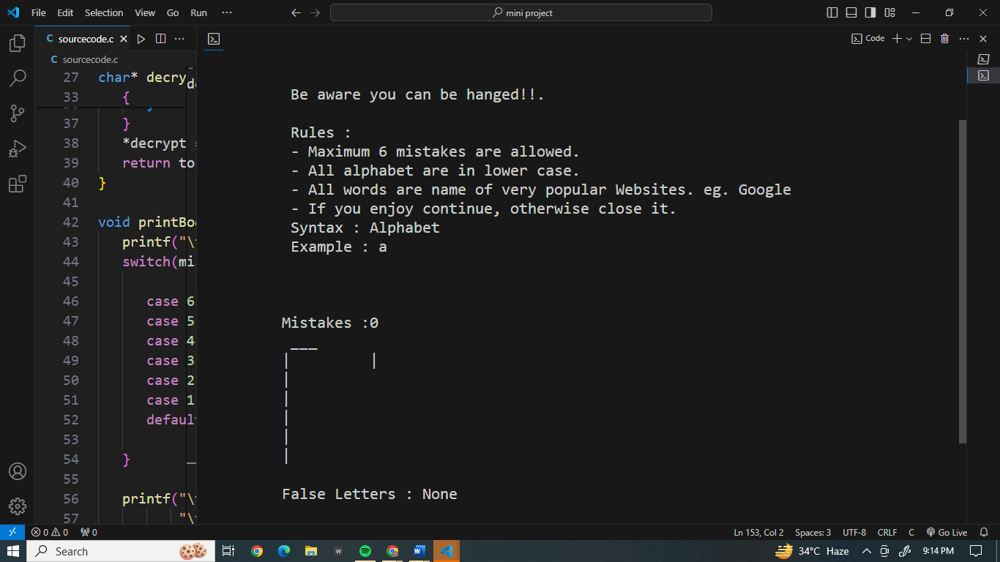 File Edit Selection View Go Run ··· mini project
sourcecode.c
Code
sourcecode.c
27 char* decry
33 {
37 }
38 *decrypt =
39 return to
40 }
41
42 void printBo
43 printf("\
44 switch(mi
45
46 case 6
47 case 5
48 case 4
49 case 3
50 case 2
51 case 1
52 default
53
54 }
55
56 printf("\
57 "\
Be aware you can be hanged!!.
Rules :
- Maximum 6 mistakes are allowed.
- All alphabet are in lower case.
- All words are name of very popular Websites. eg. Google
- If you enjoy continue, otherwise close it.
Syntax : Alphabet
Example : a
Mistakes :0
___
| |
|
|
|
|
|
False Letters : None
0 0 0 Ln 153, Col 2 Spaces: 3 UTF-8 CRLF C Go Live
Search 34°C Haze 9:14 PM